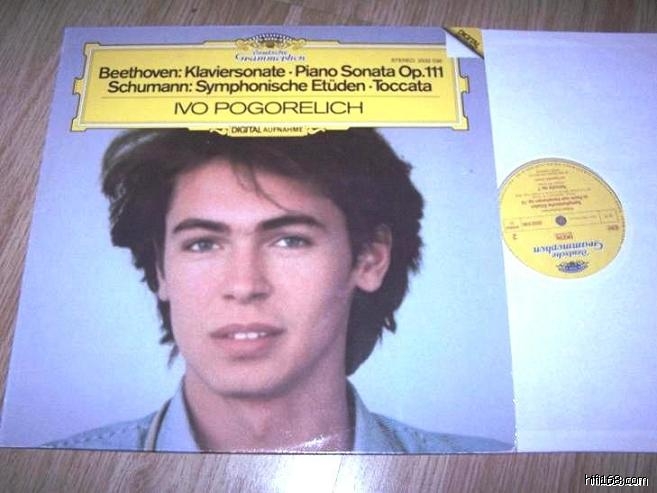 Deutsche
Grammophon
STEREO 2532 036
DIGITAL
Beethoven: Klaviersonate · Piano Sonata Op.111
Schumann: Symphonische Etüden · Toccata
IVO POGORELICH
DIGITAL AUFNAHME
Deutsche
Grammophon
2
hifi168.com